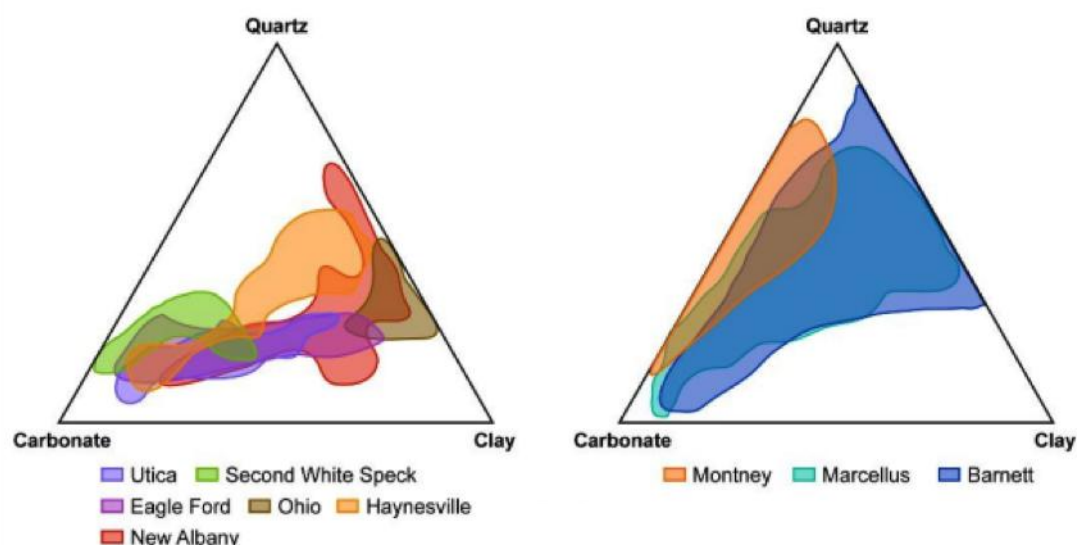 Quartz
Carbonate
Clay
Utica
Second White Speck
Eagle Ford
Ohio
Haynesville
New Albany
Quartz
Carbonate
Clay
Montney
Marcellus
Barnett